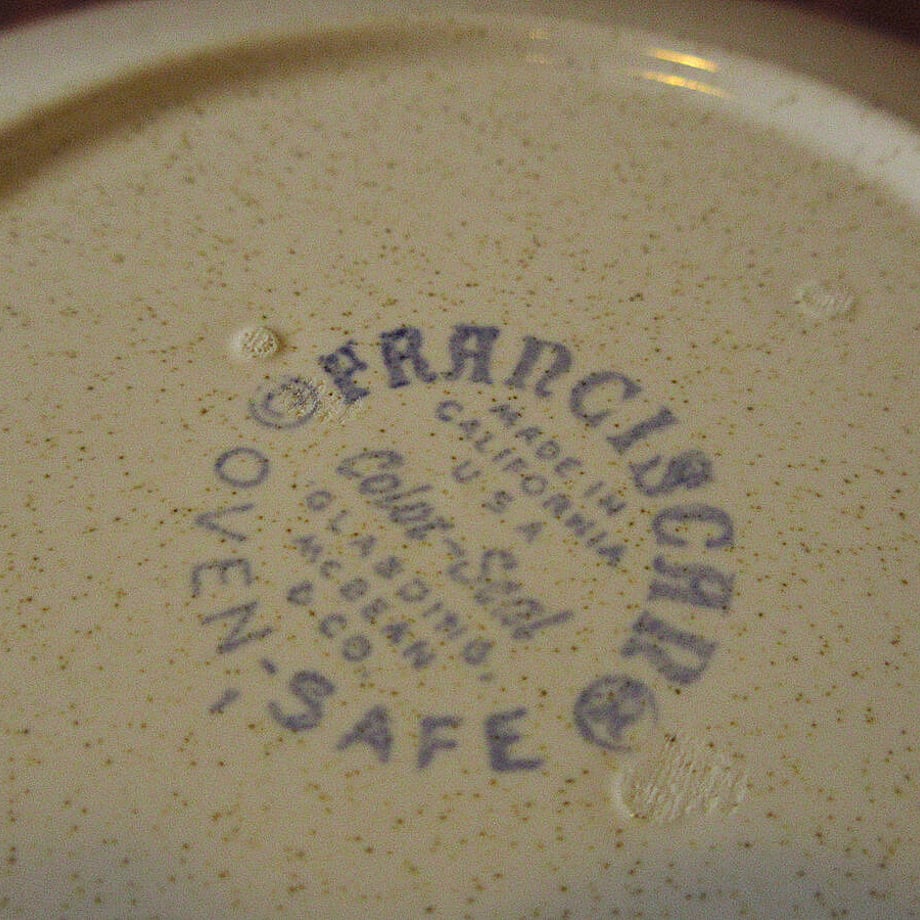 © FRANCISCAN ®
MADE IN
CALIFORNIA
U S A
Color-Seal
GLADDING,
MCBEAN
& CO.
OVEN-SAFE